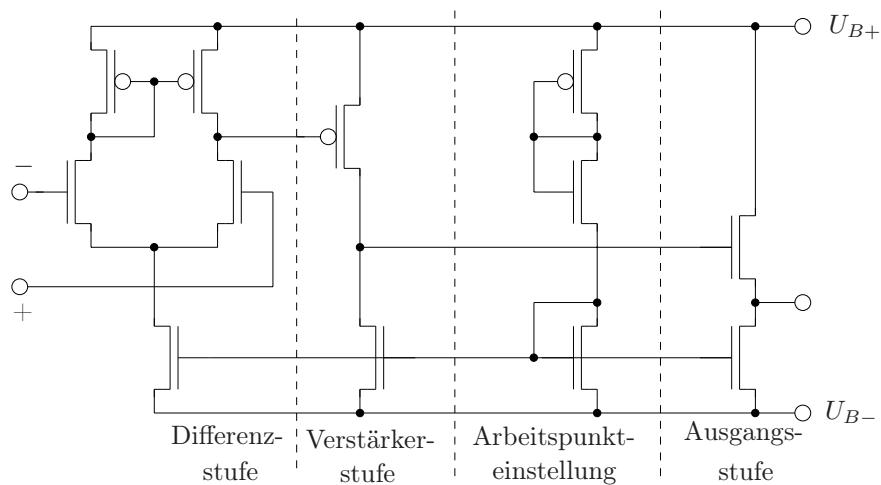 U_{B+}
−
+
Differenz-
stufe
Verstärker-
stufe
Arbeitspunkt-
einstellung
Ausgangs-
stufe
U_{B−}